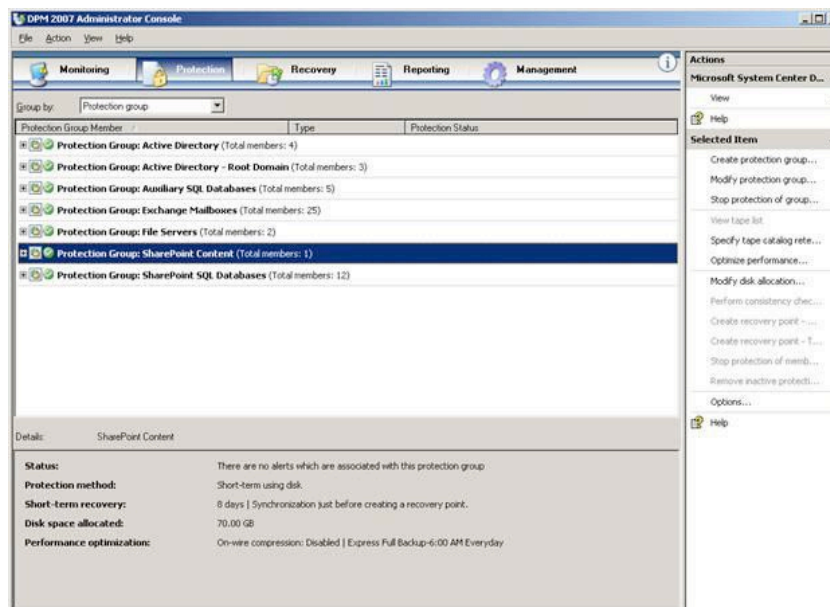 DPM 2007 Administrator Console
File Action View Help
Monitoring Protection Recovery Reporting Management
Group by: Protection group
Protection Group Member / Type Protection Status
Protection Group: Active Directory (Total members: 4)
Protection Group: Active Directory - Root Domain (Total members: 3)
Protection Group: Auxiliary SQL Databases (Total members: 5)
Protection Group: Exchange Mailboxes (Total members: 25)
Protection Group: File Servers (Total members: 2)
Protection Group: SharePoint Content (Total members: 1)
Protection Group: SharePoint SQL Databases (Total members: 12)
Details: SharePoint Content
Status: There are no alerts which are associated with this protection group
Protection method: Short-term using disk.
Short-term recovery: 8 days | Synchronization just before creating a recovery point.
Disk space allocated: 70.00 GB
Performance optimization: On-wire compression: Disabled | Express Full Backup-6:00 AM Everyday
Actions
Microsoft System Center D...
View
Help
Selected Item
Create protection group...
Modify protection group...
Stop protection of group...
View tape list
Specify tape catalog rete...
Optimize performance...
Modify disk allocation...
Perform consistency chec...
Create recovery point - ...
Create recovery point - T...
Stop protection of memb...
Remove inactive protecti...
Options...
Help